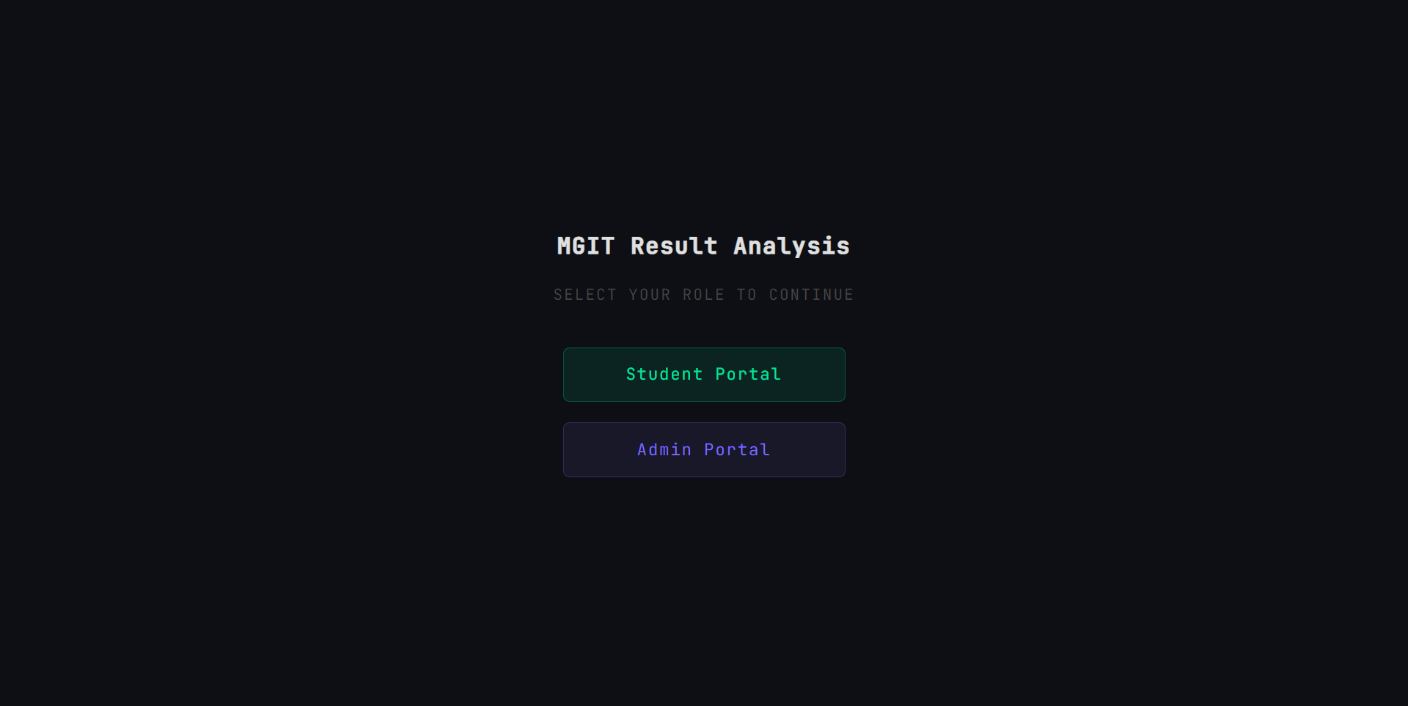 MGIT Result Analysis
SELECT YOUR ROLE TO CONTINUE
Student Portal
Admin Portal